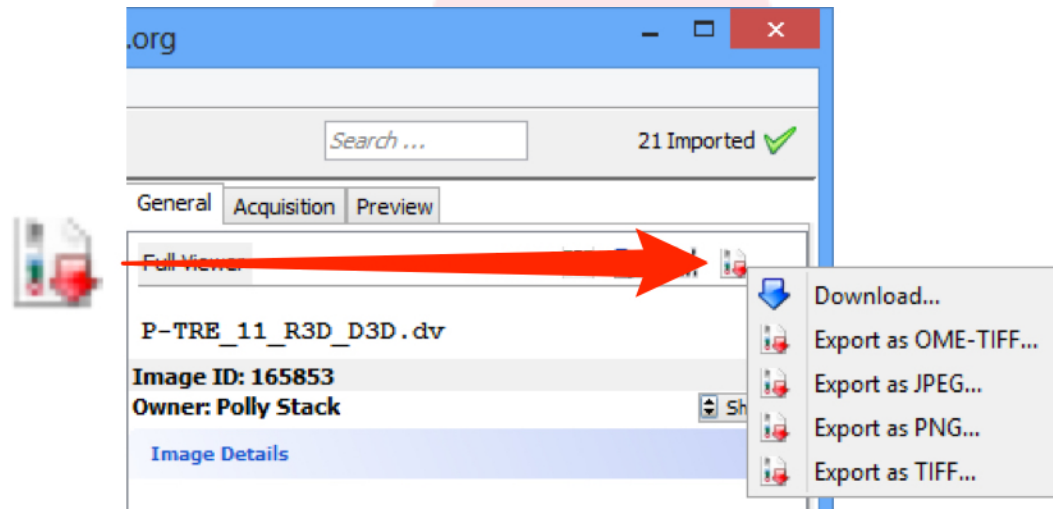 .org
Search ...
21 Imported
General Acquisition Preview
Full Viewer
P-TRE_11_R3D_D3D.dv
Image ID: 165853
Owner: Polly Stack
Image Details
Download...
Export as OME-TIFF...
Export as JPEG...
Export as PNG...
Export as TIFF...